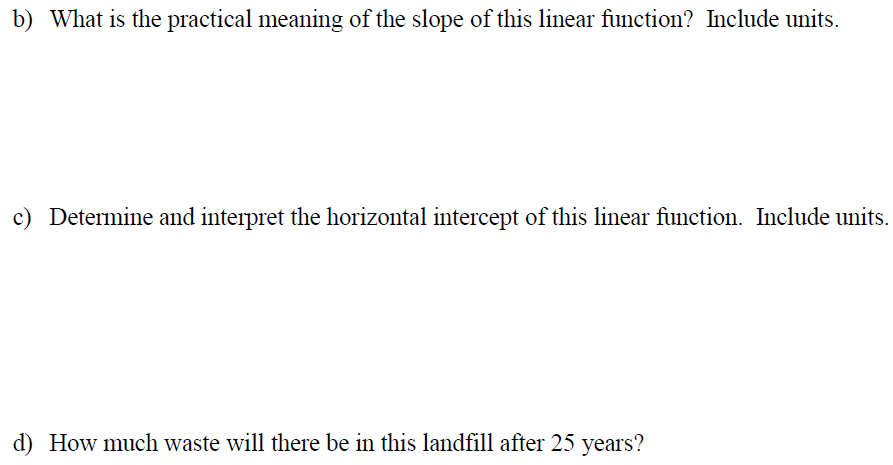 b) What is the practical meaning of the slope of this linear function? Include units.
c) Determine and interpret the horizontal intercept of this linear function. Include units.
d) How much waste will there be in this landfill after 25 years?